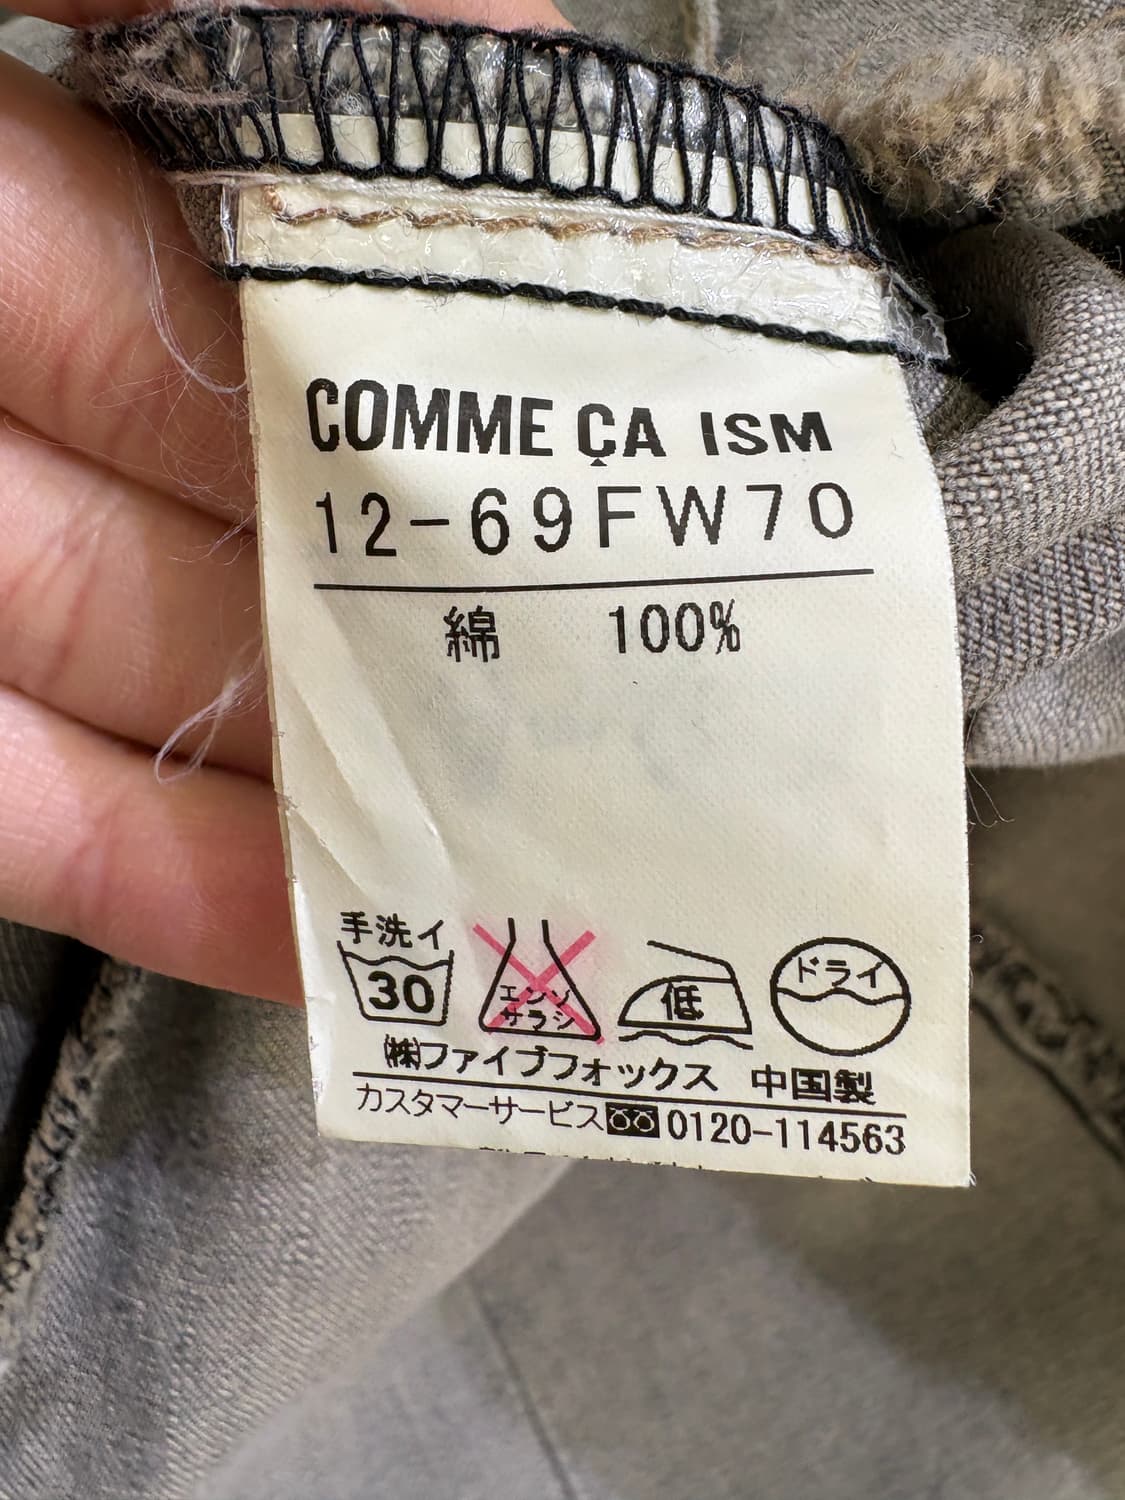 COMME ÇA ISM
12-69FW70
綿 100%
手洗イ
30
エンソ
サラシ
低
ドライ
㈱ファイブフォックス 中国製
カスタマーサービス 0120-114563